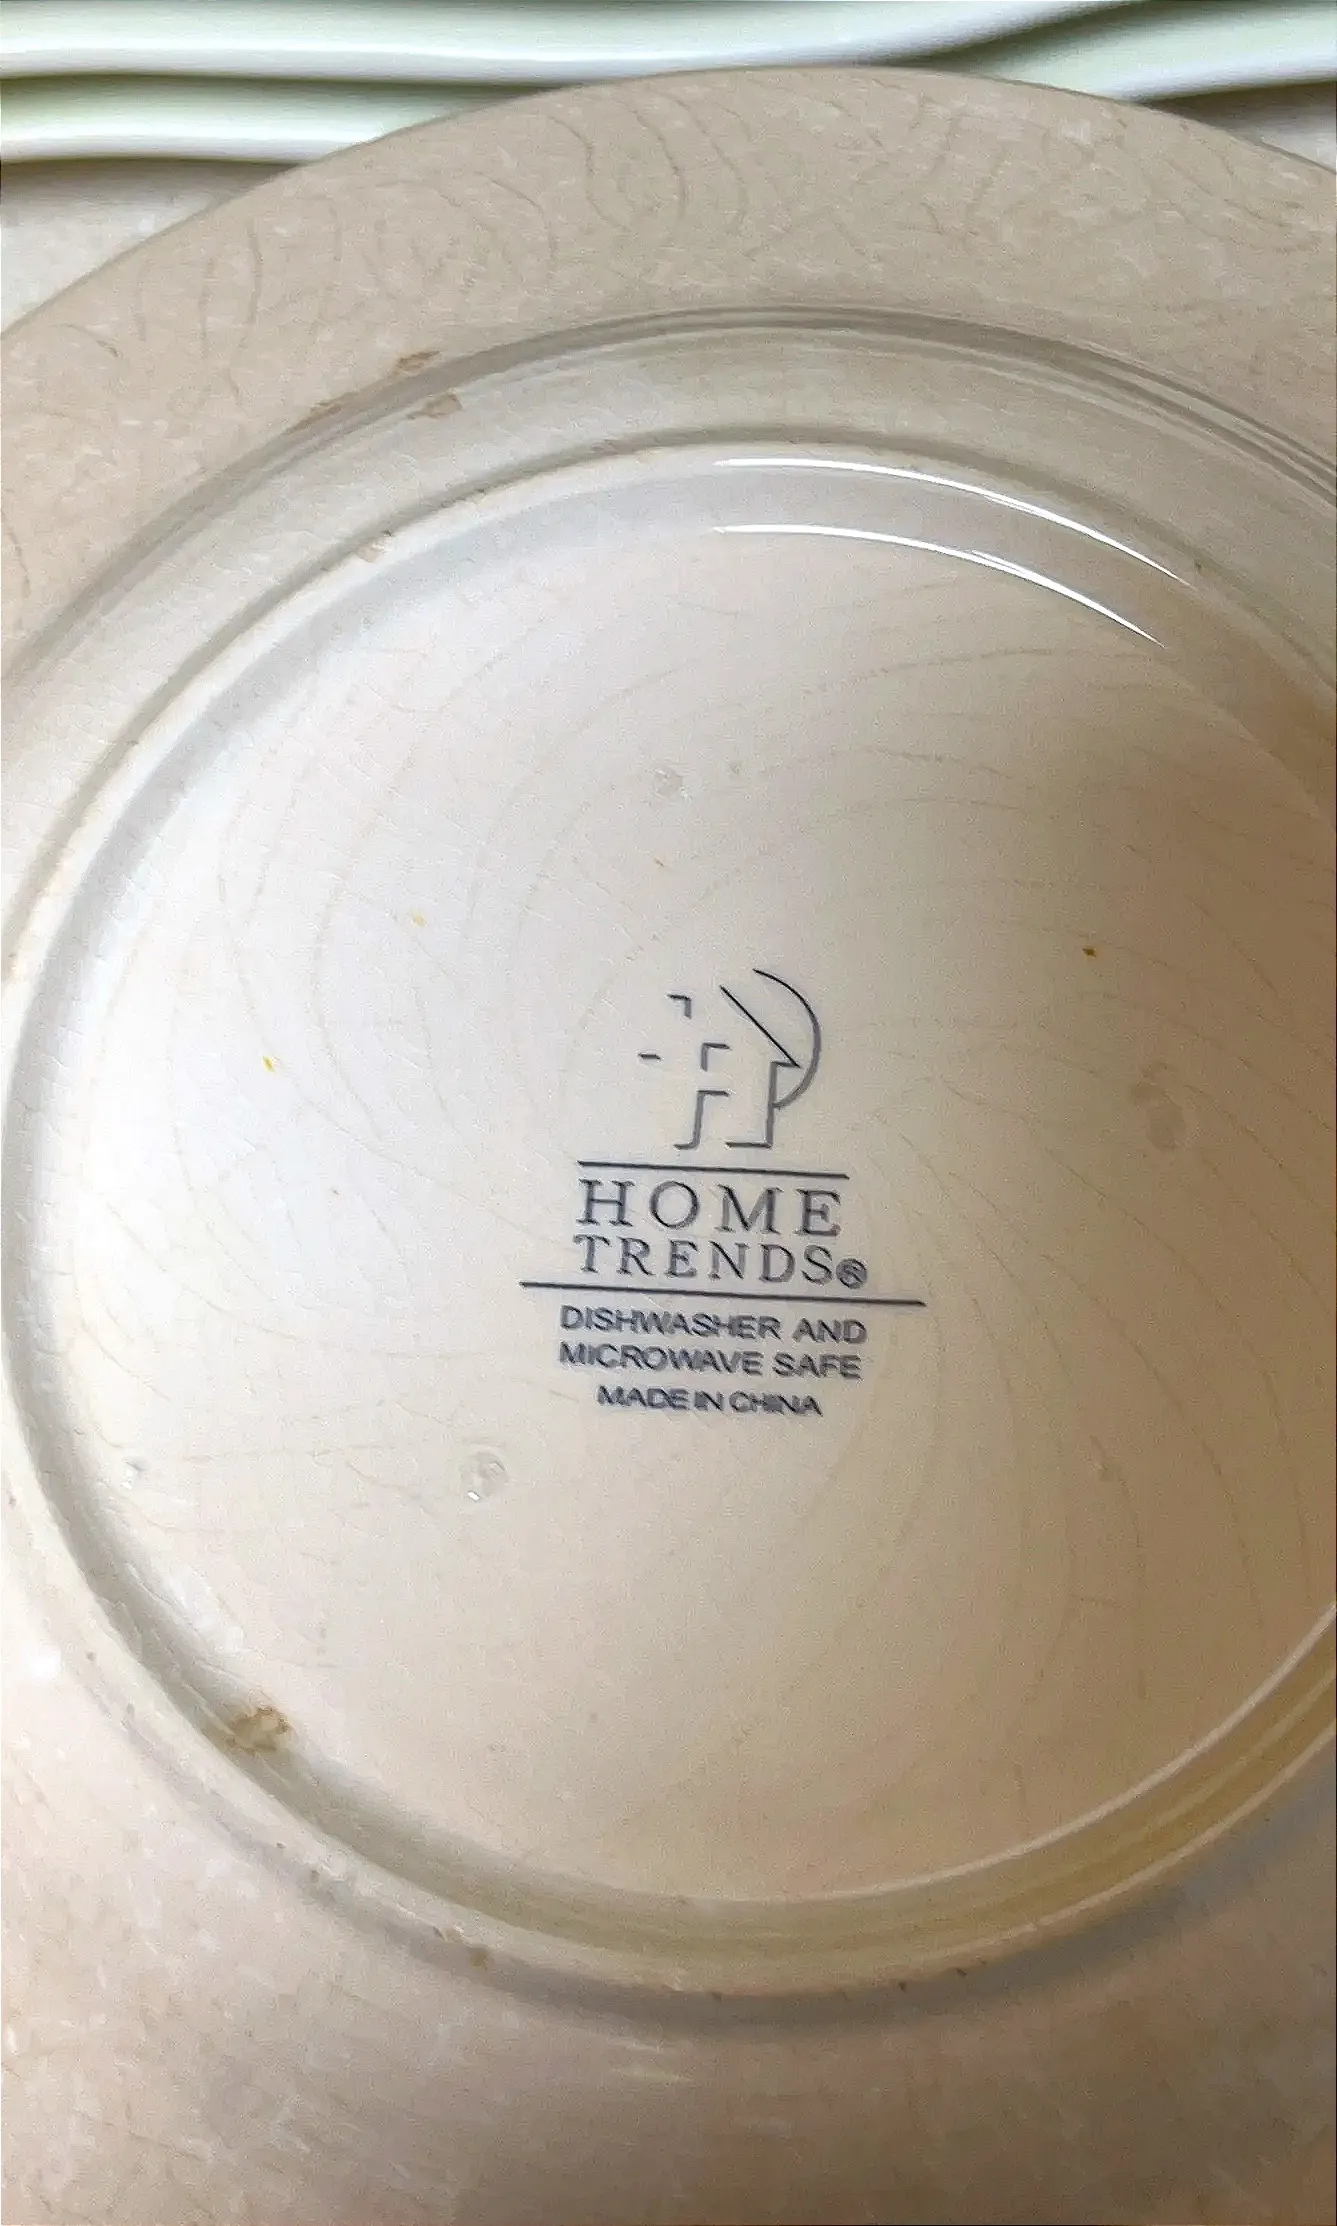 HOME
TRENDS®
DISHWASHER AND
MICROWAVE SAFE
MADE IN CHINA